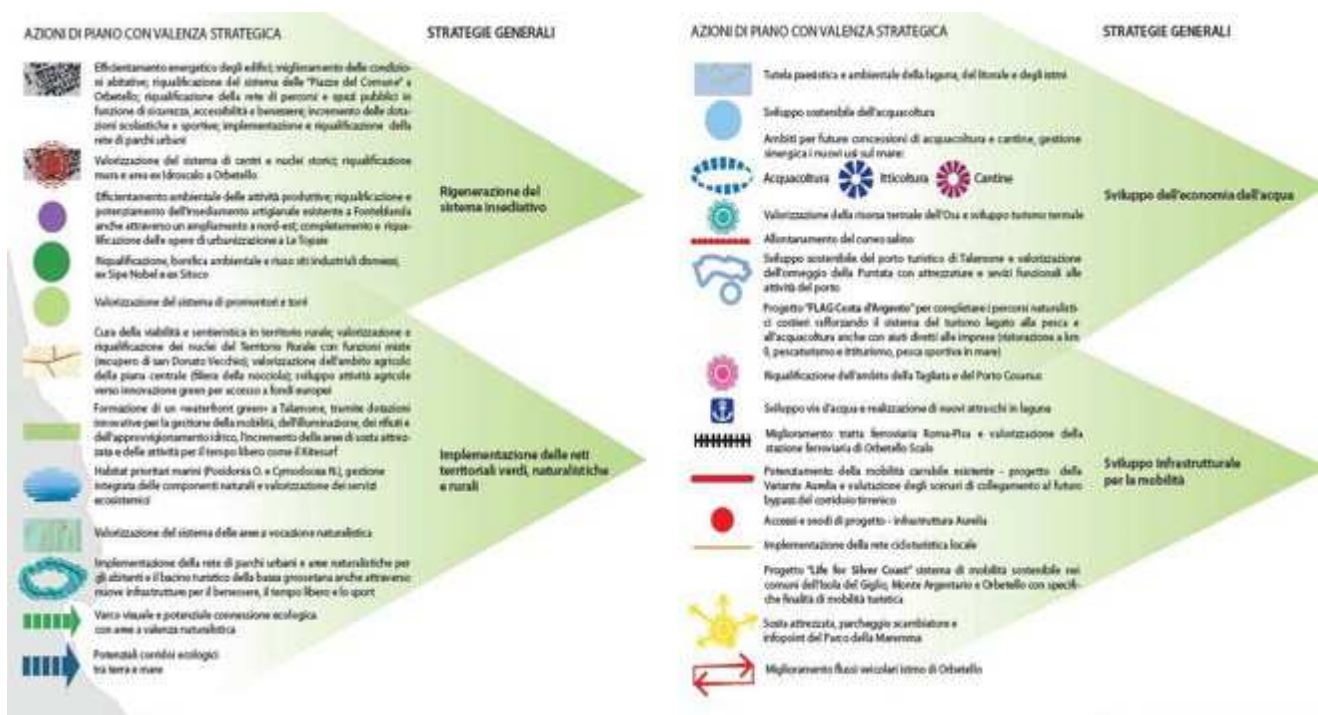 AZIONI DI PIANO CON VALENZA STRATEGICA
STRATEGIE GENERALI
Efficientamento energetico degli edifici; miglioramento delle condizio-
ni abitative; riqualificazione del sistema delle "Piazze del Comune" a
Orbetello; riqualificazione della rete di percorsi e spazi pubblici in
funzione di sicurezza, accessibilità e benessere; incremento delle dota-
zioni scolastiche e sportive; implementazione e riqualificazione della
rete di parchi urbani
Valorizzazione del sistema di centri e nuclei storici; riqualificazione
mura e area ex Idroscalo a Orbetello
Efficientamento ambientale delle attività produttive; riqualificazione e
potenziamento dell'insediamento artigianale esistente a Fonteblanda
anche attraverso un ampliamento a nord-est; completamento e riqua-
lificazione delle opere di urbanizzazione a Le Topaie
Riqualificazione, bonifica ambientale e riuso siti industriali dismessi,
ex Sipe Nobel e ex Sitoco
Valorizzazione del sistema di promontori e torri
Rigenerazione del
sistema insediativo
Cura della viabilità e sentieristica in territorio rurale; valorizzazione e
riqualificazione dei nuclei del Territorio Rurale con funzioni miste
(recupero di san Donato Vecchio); valorizzazione dell'ambito agricolo
della piana centrale (filiera della nocciola); sviluppo attività agricole
verso innovazione green per accesso a fondi europei
Formazione di un «waterfront green» a Talamone, tramite dotazioni
innovative per la gestione della mobilità, dell'illuminazione, dei rifiuti e
dell'approvvigionamento idrico, l'incremento delle aree di sosta attrez-
zata e delle attività per il tempo libero come il Kitesurf
Habitat prioritari marini (Posidonia O. e Cymodocea N.), gestione
integrata delle componenti naturali e valorizzazione dei servizi
ecosistemici
Valorizzazione del sistema delle aree a vocazione naturalistica
Implementazione della rete di parchi urbani e aree naturalistiche per
gli abitanti e il bacino turistico della bassa grossetana anche attraverso
nuove infrastrutture per il benessere, il tempo libero e lo sport
Varco visuale e potenziale connessione ecologica
con aree a valenza naturalistica
Potenziali corridoi ecologici
tra terra e mare
Implementazione delle reti
territoriali verdi, naturalistiche
e rurali
AZIONI DI PIANO CON VALENZA STRATEGICA
STRATEGIE GENERALI
Tutela paesistica e ambientale della laguna, del litorale e degli istmi
Sviluppo sostenibile dell'acquacoltura
Ambiti per future concessioni di acquacoltura e cantine, gestione
sinergica i nuovi usi sul mare:
Acquacoltura
Itticoltura
Cantine
Valorizzazione della risorsa termale dell'Osa e sviluppo turismo termale
Allontanamento del cuneo salino
Sviluppo sostenibile del porto turistico di Talamone e valorizzazione
dell'ormeggio della Puntata con attrezzature e servizi funzionali alle
attività del porto
Progetto "FLAG Costa d'Argento" per completare i percorsi naturalisti-
ci costieri rafforzando il sistema del turismo legato alla pesca e
all'acquacoltura anche con aiuti diretti alle imprese (ristorazione a km
0, pescaturismo e ittiturismo, pesca sportiva in mare)
Riqualificazione dell'ambito della Tagliata e del Porto Cosanus
Sviluppo dell'economia dell'acqua
Sviluppo vie d'acqua e realizzazione di nuovi attracchi in laguna
Miglioramento tratta ferroviaria Roma-Pisa e valorizzazione della
stazione ferroviaria di Orbetello Scalo
Potenziamento della mobilità carrabile esistente - progetto della
Variante Aurelia e valutazione degli scenari di collegamento al futuro
bypass del corridoio tirrenico
Accessi e snodi di progetto - infrastruttura Aurelia
Implementazione della rete cicloturistica locale
Progetto "Life for Silver Coast" sistema di mobilità sostenibile nei
comuni dell'Isola del Giglio, Monte Argentario e Orbetello con specifi-
che finalità di mobilità turistica
Sosta attrezzata, parcheggio scambiatore e
infopoint del Parco della Maremma
Miglioramento flussi veicolari istmo di Orbetello
Sviluppo infrastrutturale
per la mobilità